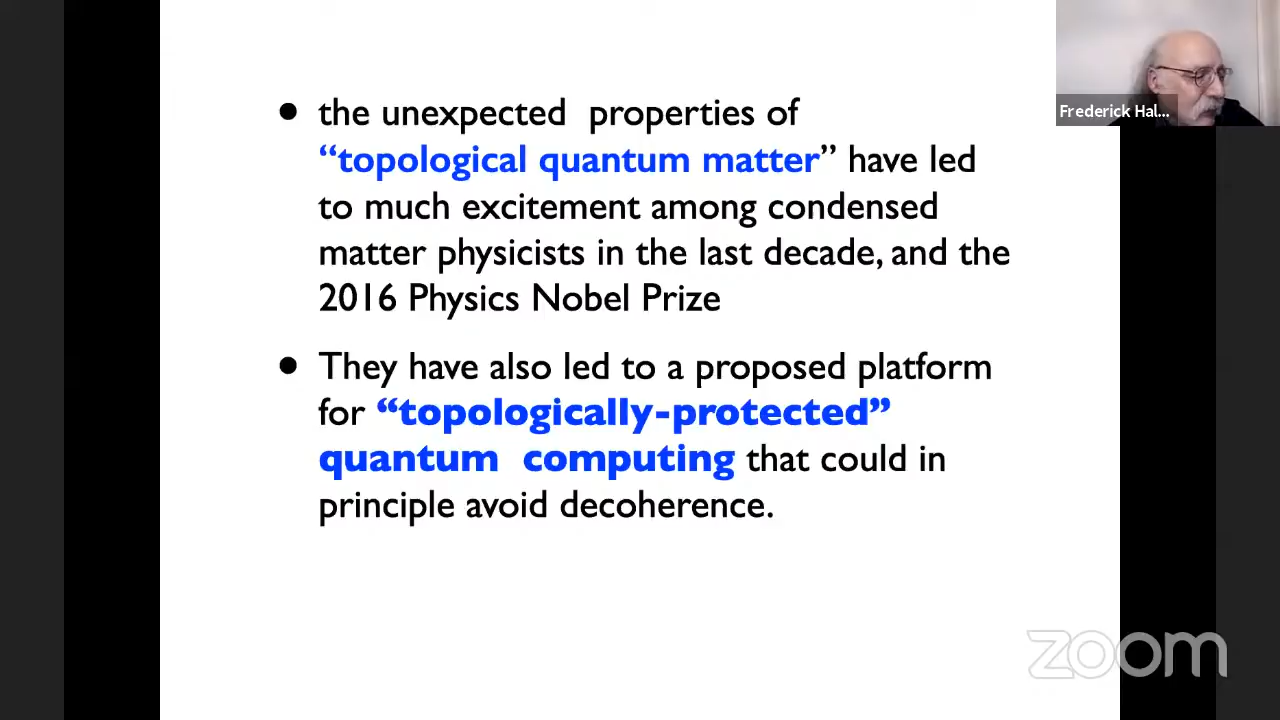 • the unexpected properties of
“topological quantum matter” have led
to much excitement among condensed
matter physicists in the last decade, and the
2016 Physics Nobel Prize
• They have also led to a proposed platform
for “topologically-protected”
quantum computing that could in
principle avoid decoherence.
Frederick Hal...
zoom